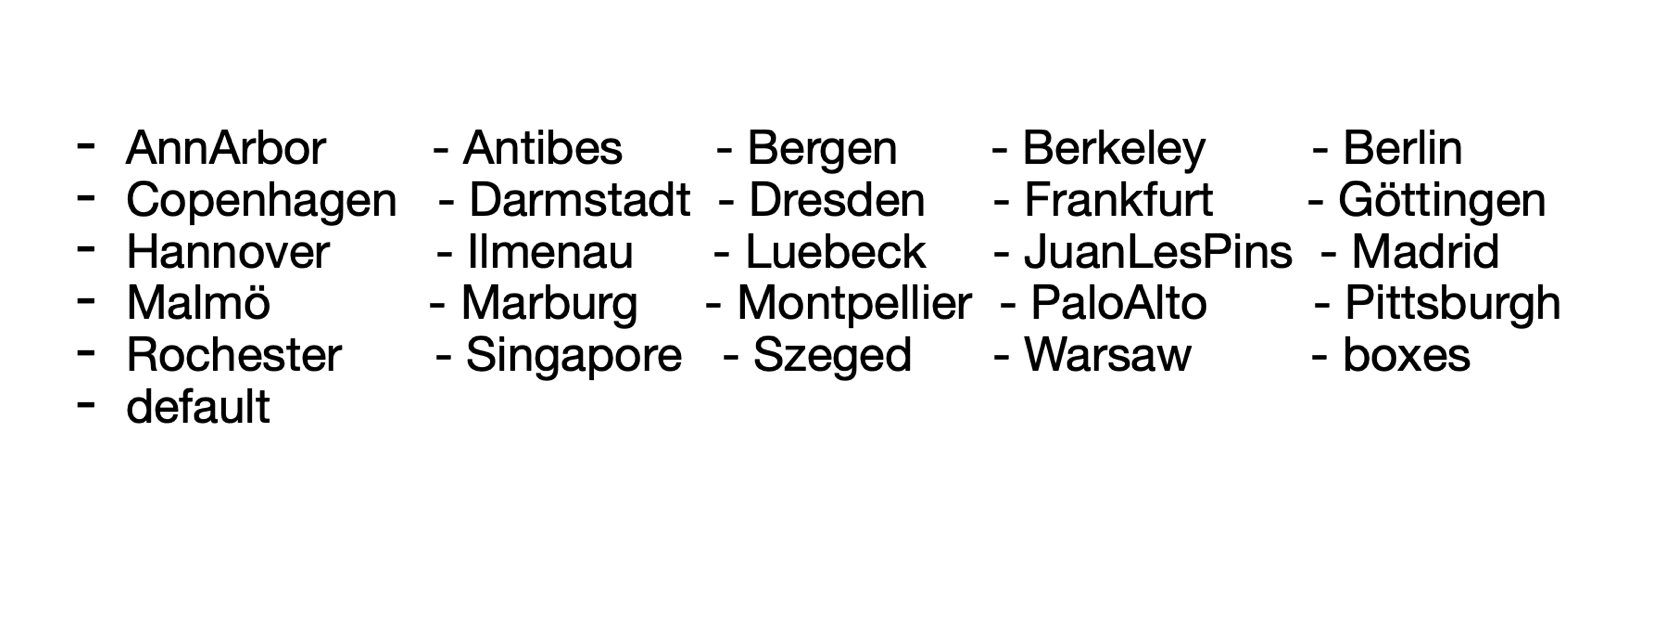 - AnnArbor - Antibes - Bergen - Berkeley - Berlin
- Copenhagen - Darmstadt - Dresden - Frankfurt - Göttingen
- Hannover - Ilmenau - Luebeck - JuanLesPins - Madrid
- Malmö - Marburg - Montpellier - PaloAlto - Pittsburgh
- Rochester - Singapore - Szeged - Warsaw - boxes
- default